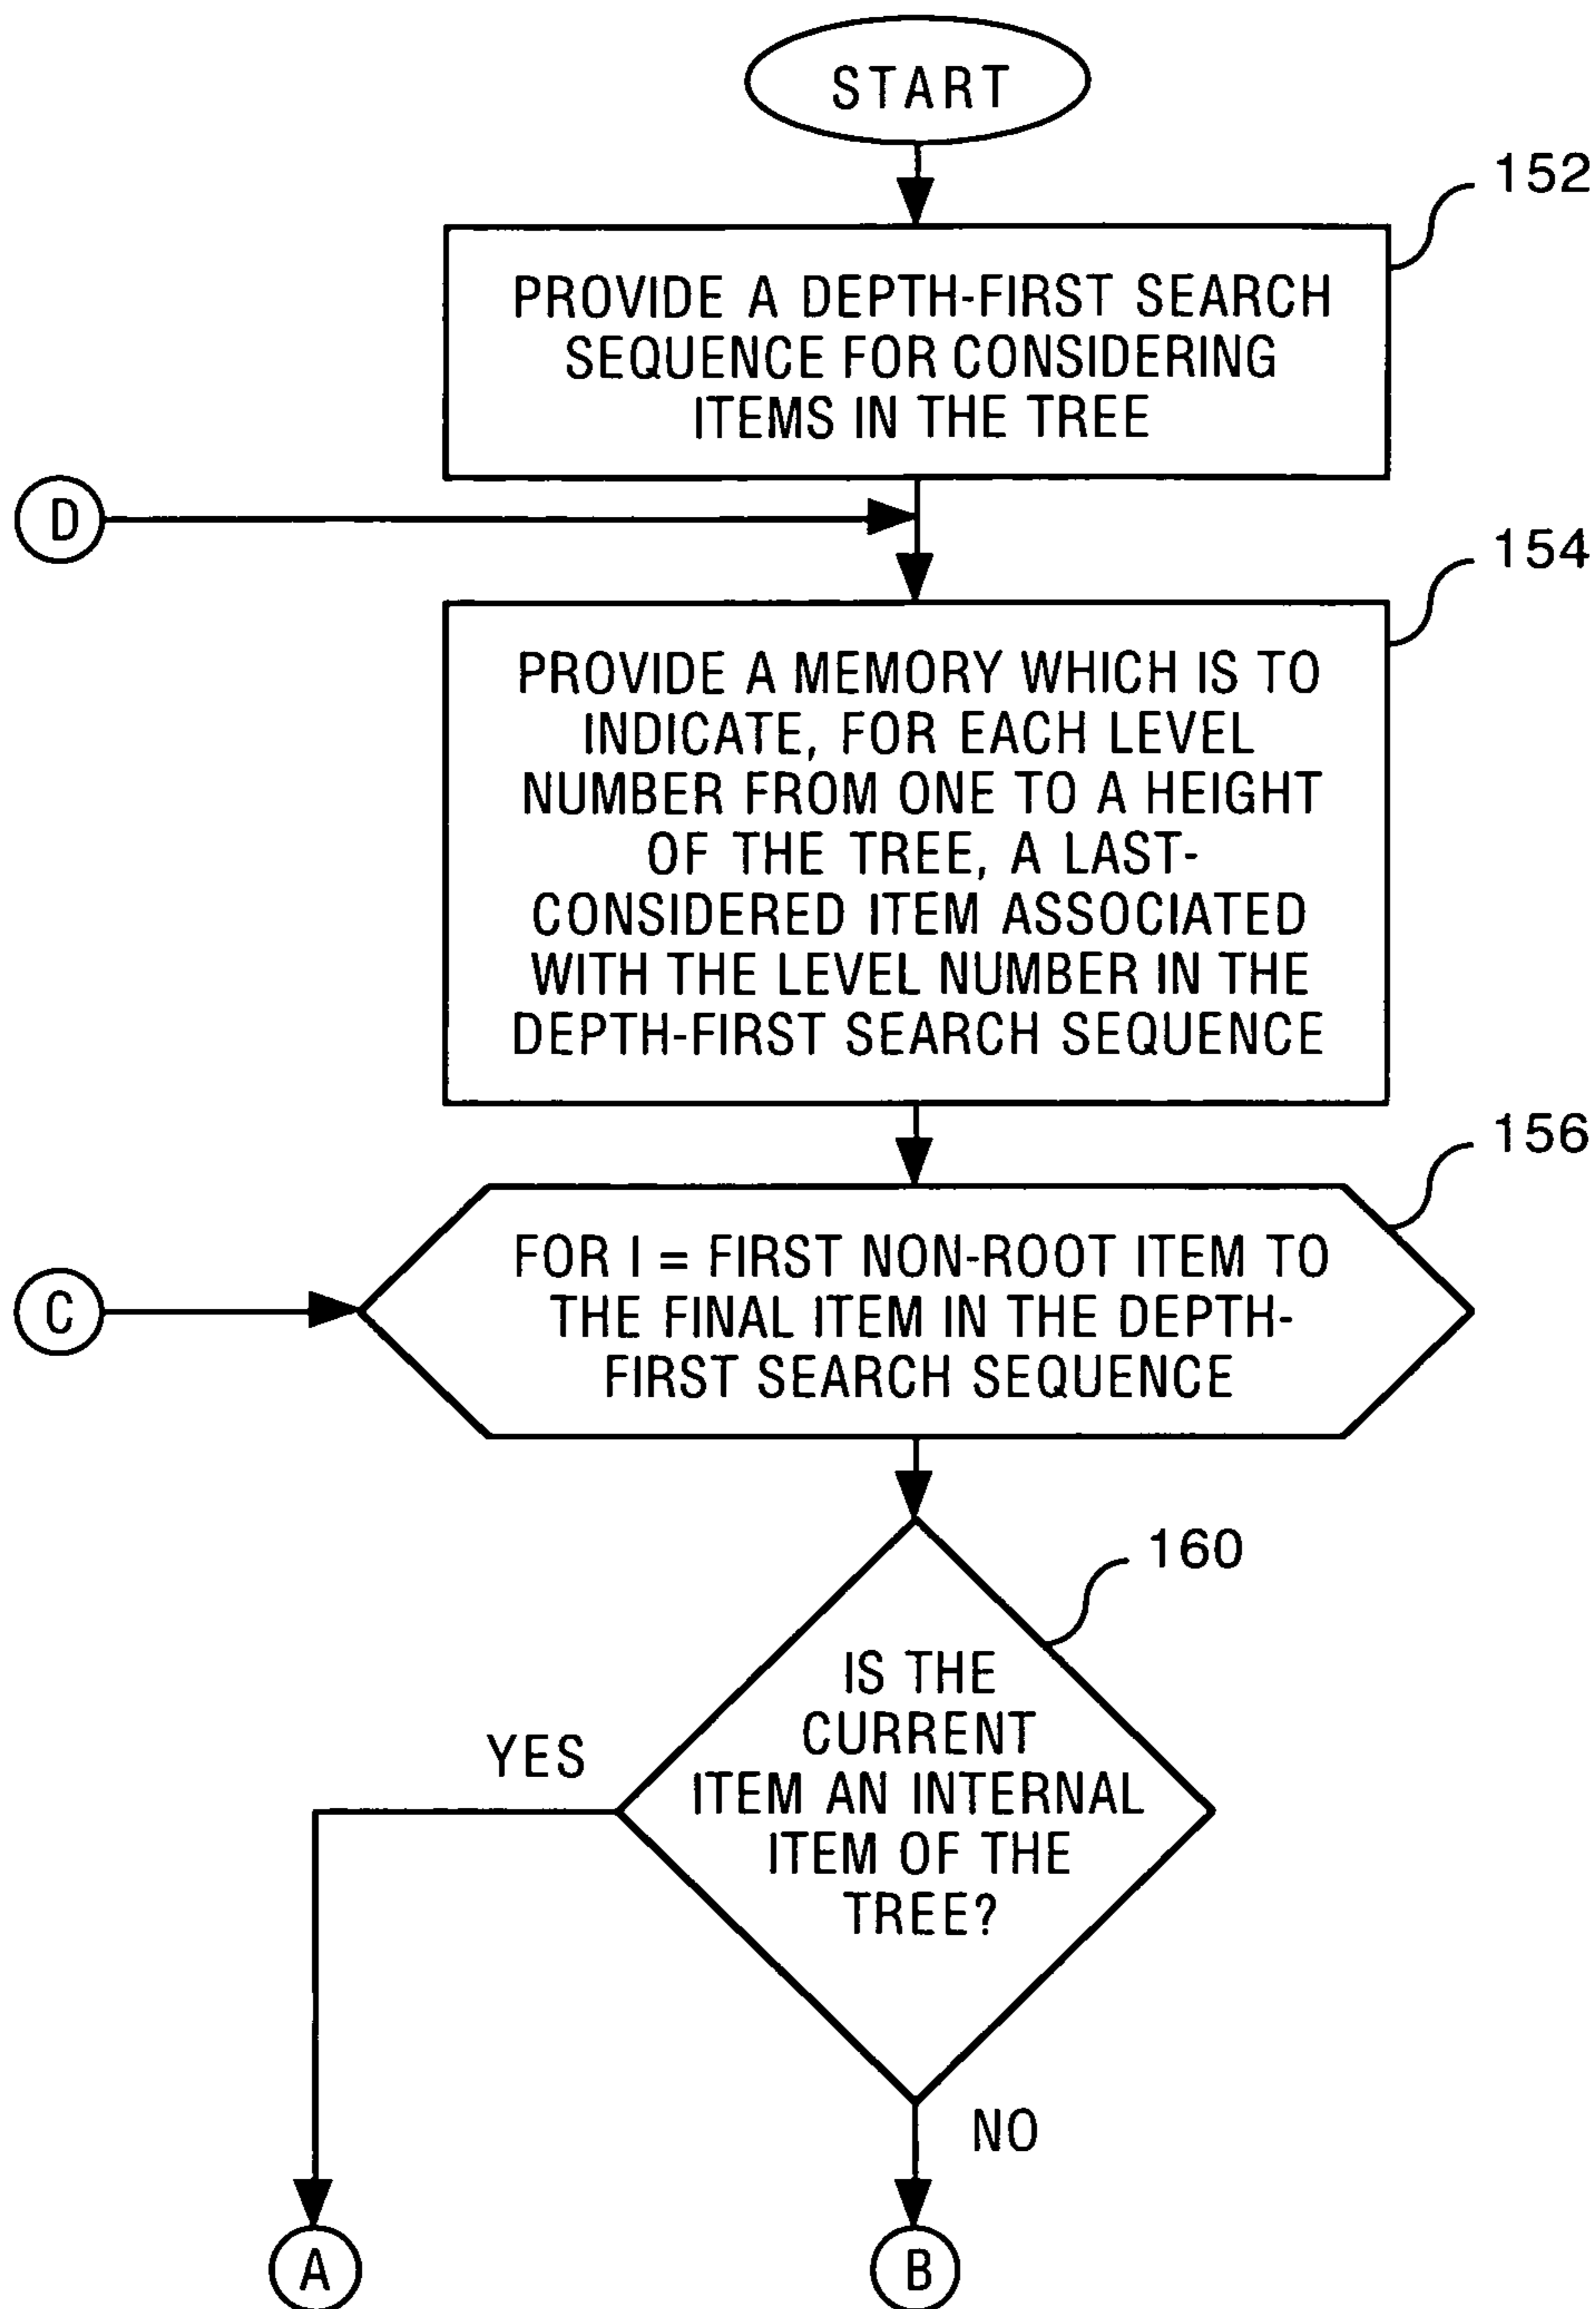 START
152
PROVIDE A DEPTH-FIRST SEARCH
SEQUENCE FOR CONSIDERING
ITEMS IN THE TREE
D
154
PROVIDE A MEMORY WHICH IS TO
INDICATE, FOR EACH LEVEL
NUMBER FROM ONE TO A HEIGHT
OF THE TREE, A LAST-
CONSIDERED ITEM ASSOCIATED
WITH THE LEVEL NUMBER IN THE
DEPTH-FIRST SEARCH SEQUENCE
156
FOR I = FIRST NON-ROOT ITEM TO
THE FINAL ITEM IN THE DEPTH-
FIRST SEARCH SEQUENCE
C
160
IS THE
CURRENT
ITEM AN INTERNAL
ITEM OF THE
TREE?
YES
NO
A
B